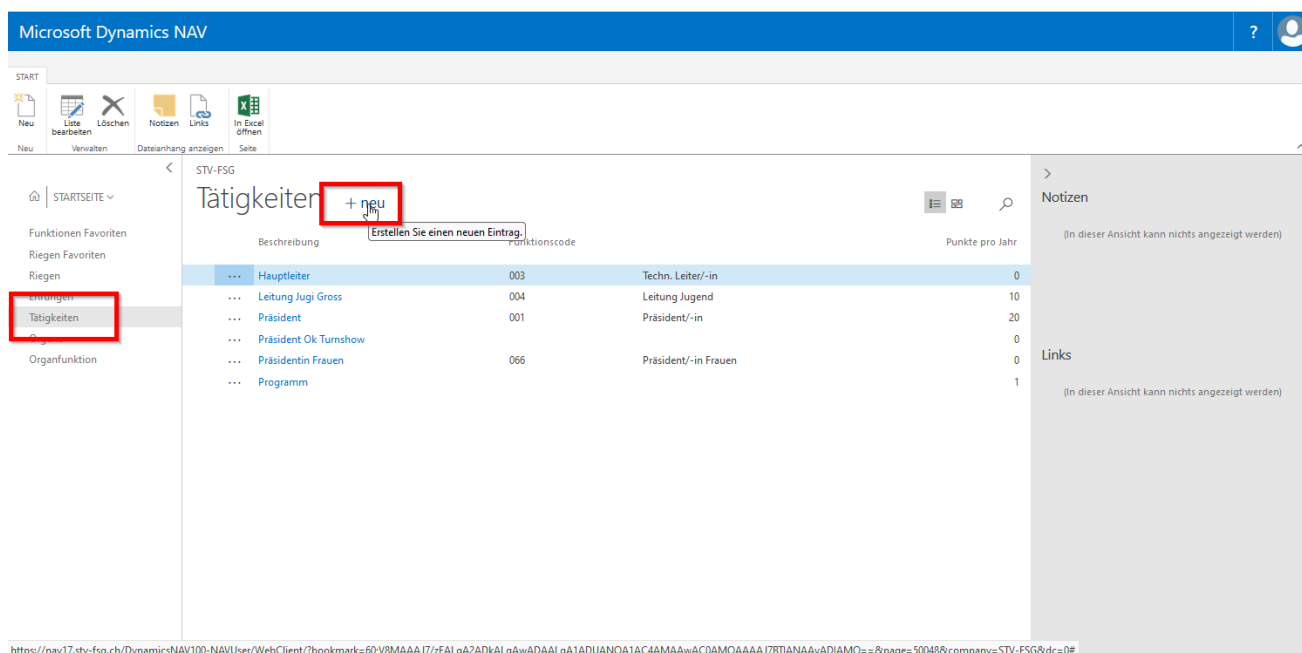 Microsoft Dynamics NAV
?
START
Neu
Liste bearbeiten
Löschen
Notizen
Links
In Excel öffnen
Neu
Verwalten
Dateianhang anzeigen
Seite
STV-FSG
STARTSEITE
Tätigkeiten
+ neu
Erstellen Sie einen neuen Eintrag.
Funktionen Favoriten
Riegen Favoriten
Riegen
Ehrungen
Tätigkeiten
Organe
Organfunktion
Beschreibung Funktionscode Punkte pro Jahr
... Hauptleiter 003 Techn. Leiter/-in 0
... Leitung Jugi Gross 004 Leitung Jugend 10
... Präsident 001 Präsident/-in 20
... Präsident Ok Turnshow 0
... Präsidentin Frauen 066 Präsident/-in Frauen 0
... Programm 1
Notizen
(In dieser Ansicht kann nichts angezeigt werden)
Links
(In dieser Ansicht kann nichts angezeigt werden)